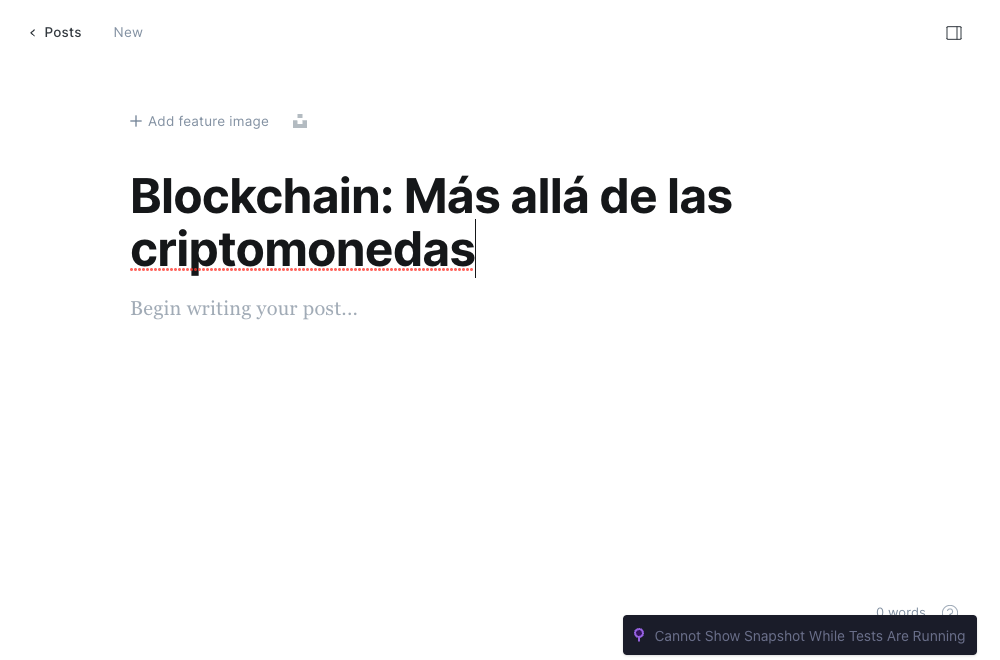 Posts New
Add feature image
Blockchain: Más allá de las
criptomonedas
Begin writing your post...
0 words ?
Cannot Show Snapshot While Tests Are Running